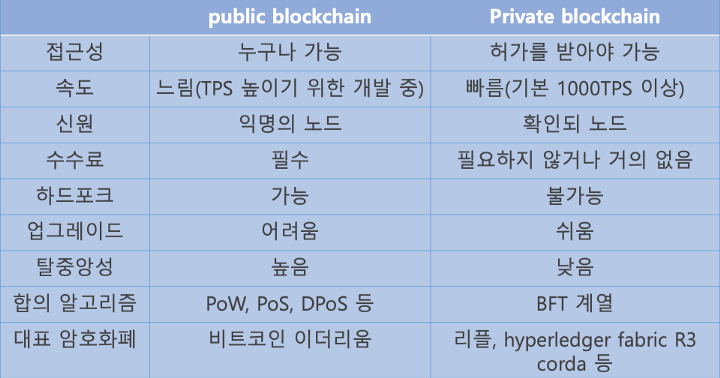 public blockchain Private blockchain
접근성 누구나 가능 허가를 받아야 가능
속도 느림(TPS 높이기 위한 개발 중) 빠름(기본 1000TPS 이상)
신원 익명의 노드 확인되 노드
수수료 필수 필요하지 않거나 거의 없음
하드포크 가능 불가능
업그레이드 어려움 쉬움
탈중앙성 높음 낮음
합의 알고리즘 PoW, PoS, DPoS 등 BFT 계열
대표 암호화폐 비트코인 이더리움 리플, hyperledger fabric R3
corda 등